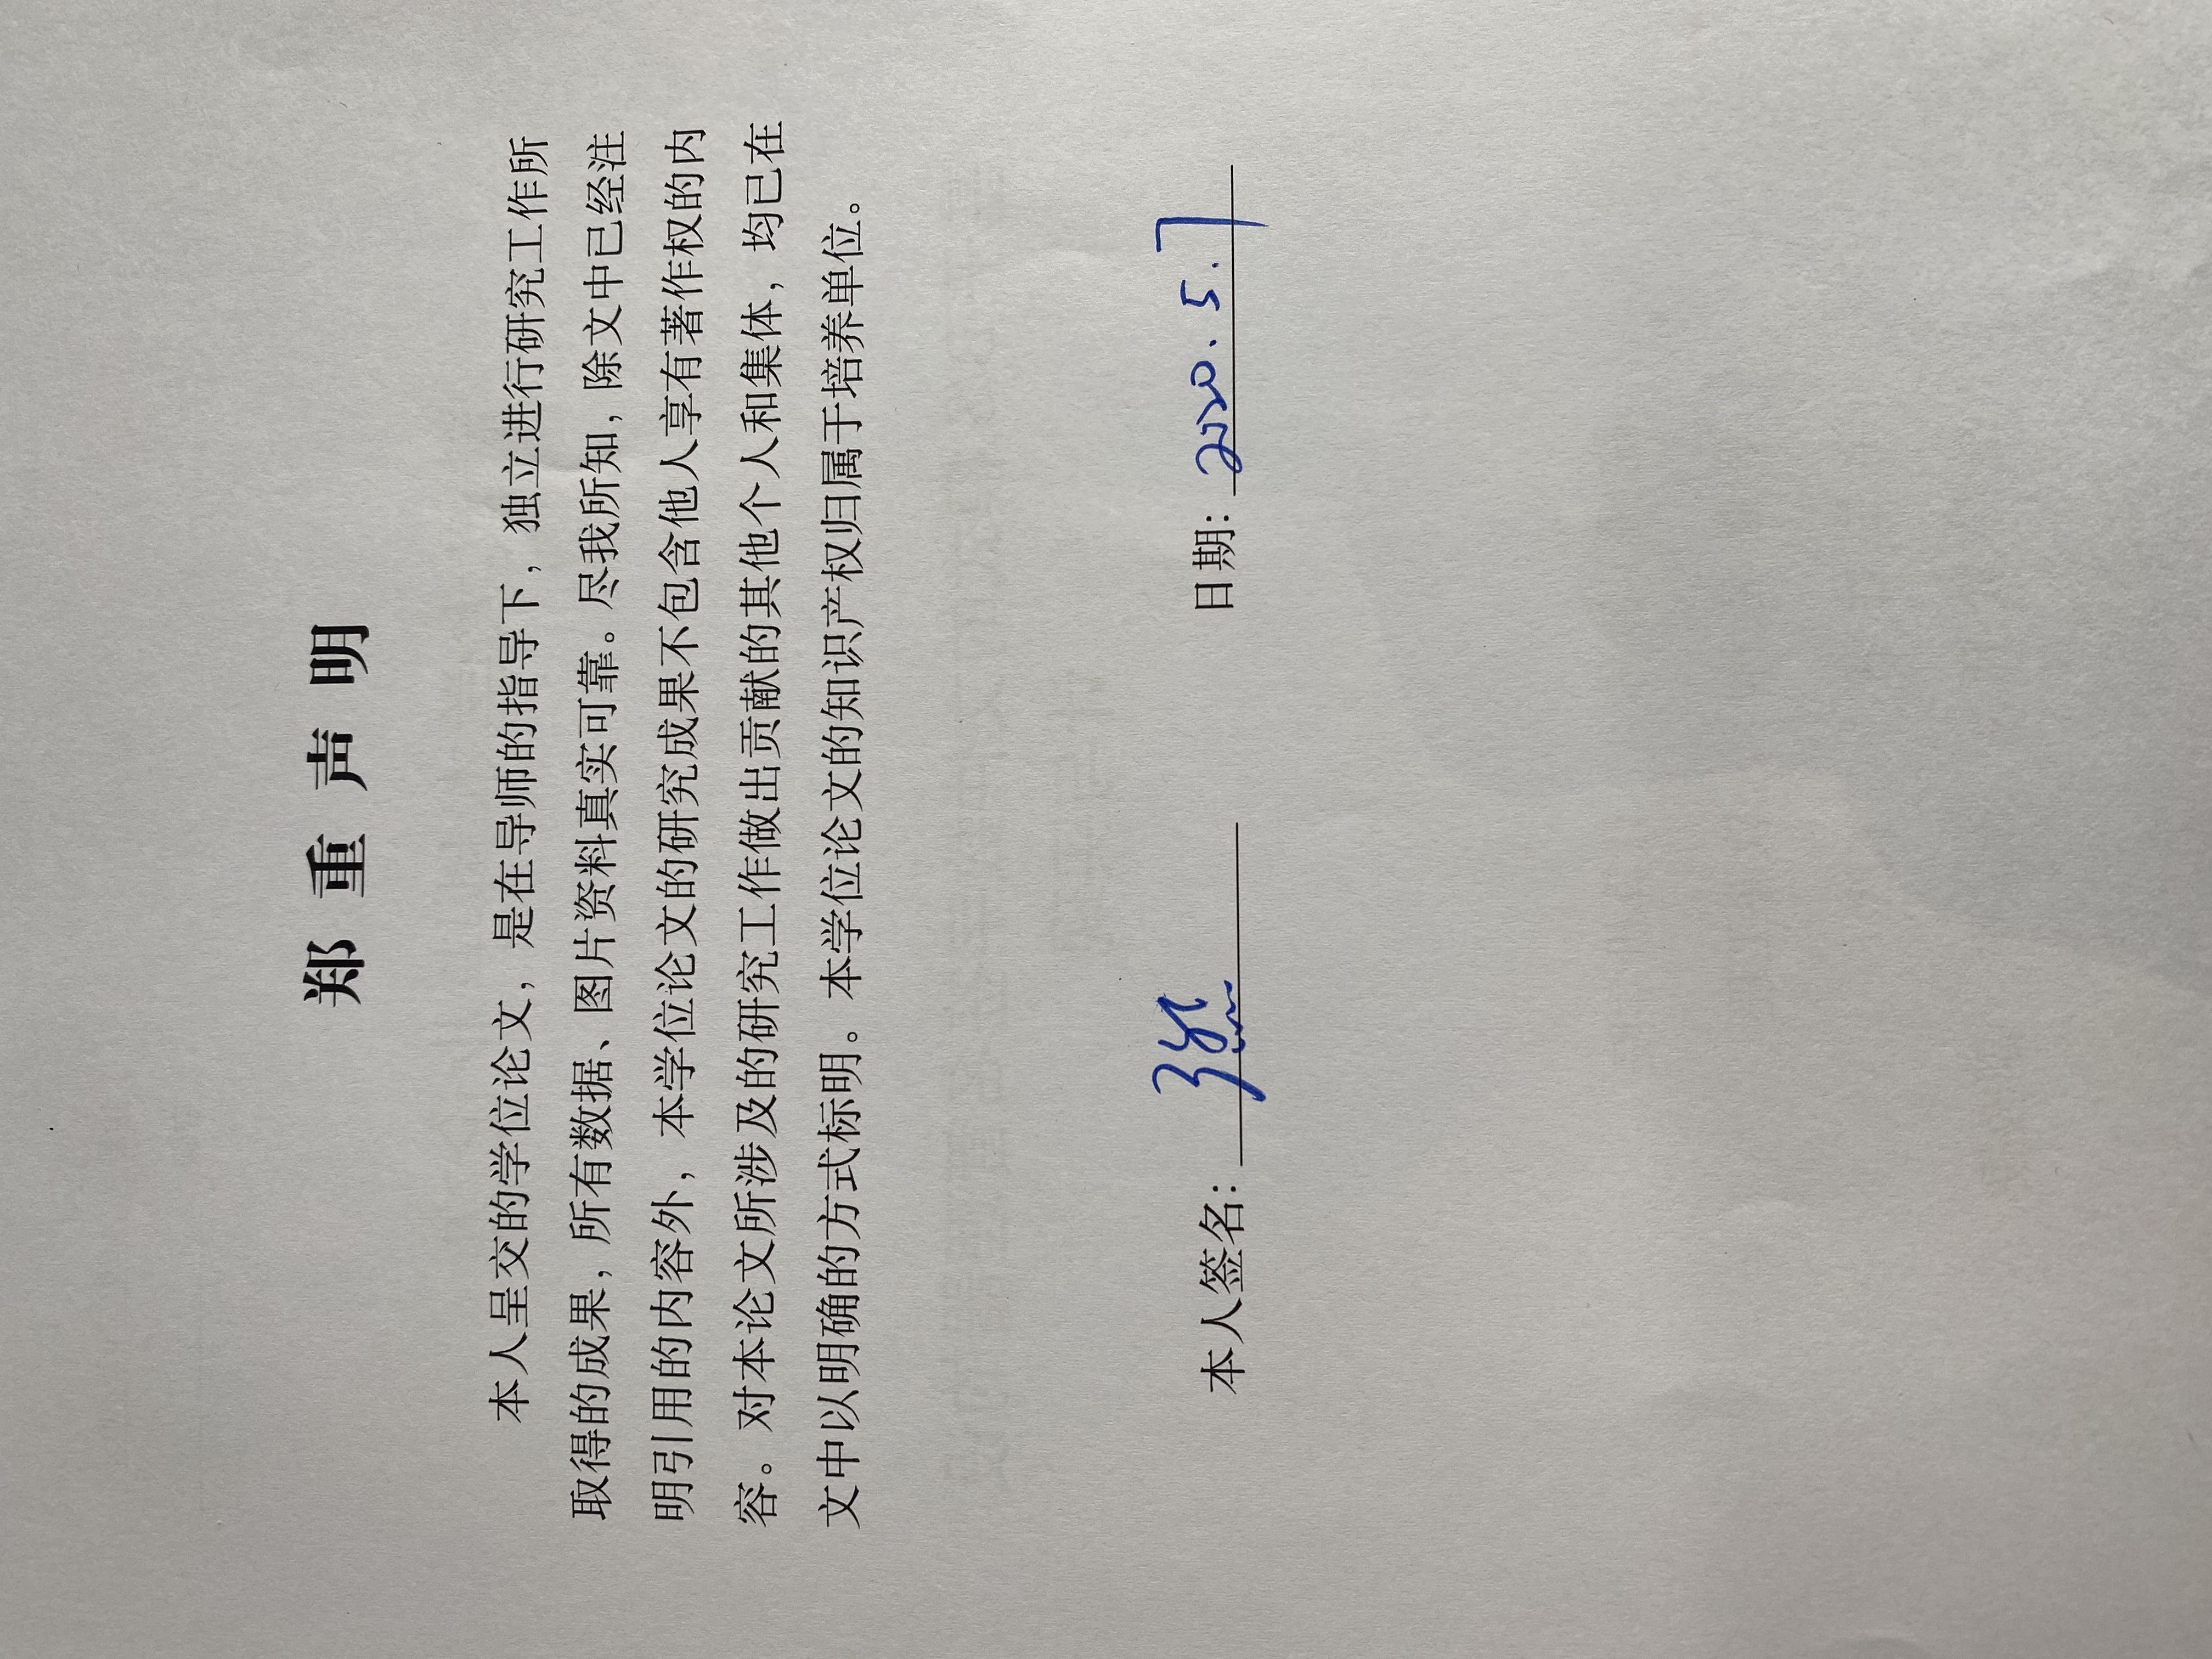 郑重声明
本人呈交的学位论文，是在导师的指导下，独立进行研究工作所
取得的成果，所有数据、图片资料真实可靠。尽我所知，除文中已经注
明引用的内容外，本学位论文的研究成果不包含他人享有著作权的内
容。对本论文所涉及的研究工作做出贡献的其他个人和集体，均已在
文中以明确的方式标明。本学位论文的知识产权归属于培养单位。
本人签名： 日期：2020.5.7